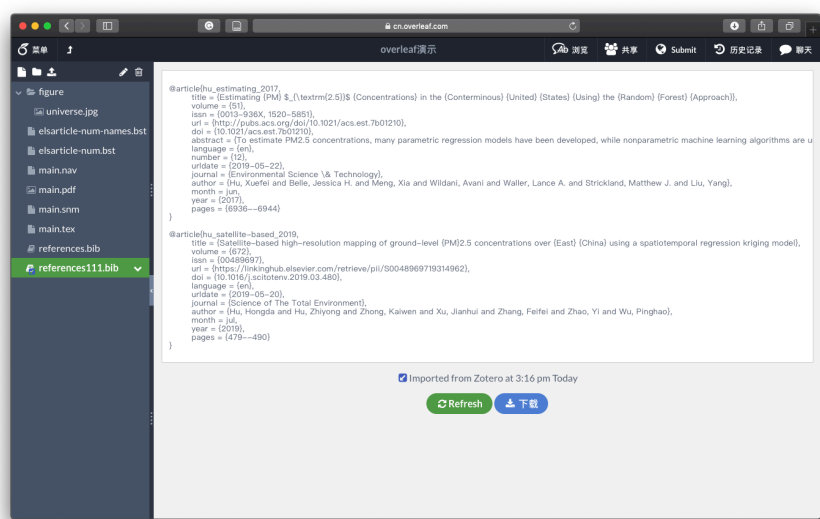 cn.overleaf.com
菜单
overleaf演示
浏览
共享
Submit
历史记录
聊天
figure
universe.jpg
elsarticle-num-names.bst
elsarticle-num.bst
main.nav
main.pdf
main.snm
main.tex
references.bib
references111.bib
@article{hu_estimating_2017,
title = {Estimating {PM} $_{\textrm{2.5}}$ {Concentrations} in the {Conterminous} {United} {States} {Using} the {Random} {Forest} {Approach}},
volume = {51},
issn = {0013-936X, 1520-5851},
url = {http://pubs.acs.org/doi/10.1021/acs.est.7b01210},
doi = {10.1021/acs.est.7b01210},
abstract = {To estimate PM2.5 concentrations, many parametric regression models have been developed, while nonparametric machine learning algorithms are u
language = {en},
number = {12},
urldate = {2019-05-22},
journal = {Environmental Science \& Technology},
author = {Hu, Xuefei and Belle, Jessica H. and Meng, Xia and Wildani, Avani and Waller, Lance A. and Strickland, Matthew J. and Liu, Yang},
month = jun,
year = {2017},
pages = {6936--6944}
}
@article{hu_satellite-based_2019,
title = {Satellite-based high-resolution mapping of ground-level {PM}2.5 concentrations over {East} {China} using a spatiotemporal regression kriging model},
volume = {672},
issn = {00489697},
url = {https://linkinghub.elsevier.com/retrieve/pii/S0048969719314962},
doi = {10.1016/j.scitotenv.2019.03.480},
language = {en},
urldate = {2019-05-20},
journal = {Science of The Total Environment},
author = {Hu, Hongda and Hu, Zhiyong and Zhong, Kaiwen and Xu, Jianhui and Zhang, Feifei and Zhao, Yi and Wu, Pinghao},
month = jul,
year = {2019},
pages = {479--490}
}
Imported from Zotero at 3:16 pm Today
Refresh
下载